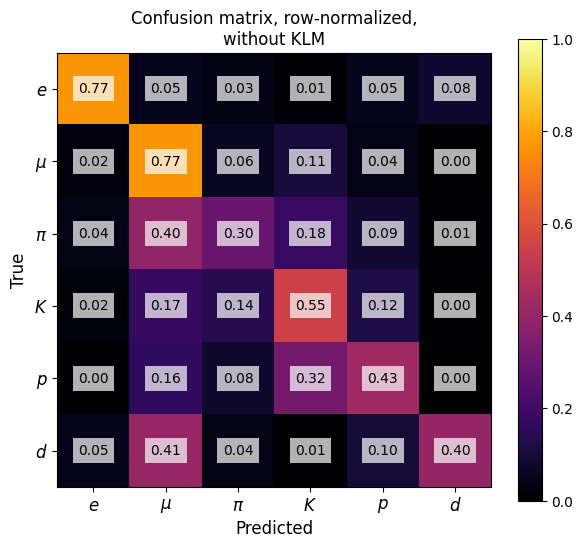 Confusion matrix, row-normalized,
without KLM
True
e 0.77 0.05 0.03 0.01 0.05 0.08
μ 0.02 0.77 0.06 0.11 0.04 0.00
π 0.04 0.40 0.30 0.18 0.09 0.01
K 0.02 0.17 0.14 0.55 0.12 0.00
p 0.00 0.16 0.08 0.32 0.43 0.00
d 0.05 0.41 0.04 0.01 0.10 0.40
e μ π K p d
Predicted
1.0
0.8
0.6
0.4
0.2
0.0